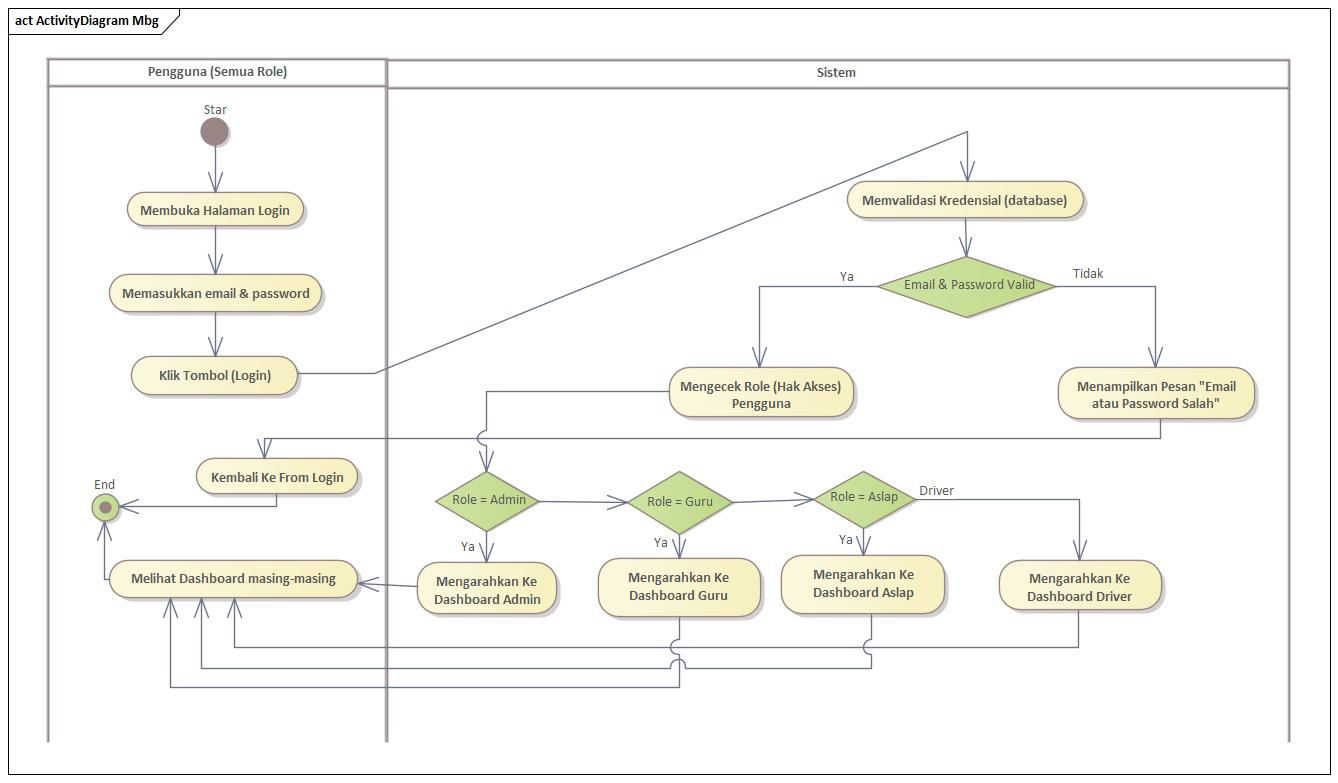 act ActivityDiagram Mbg
Pengguna (Semua Role)
Sistem
Star
Membuka Halaman Login
Memvalidasi Kredensial (database)
Ya
Email & Password Valid
Tidak
Memasukkan email & password
Klik Tombol (Login)
Mengecek Role (Hak Akses)
Pengguna
Menampilkan Pesan "Email
atau Password Salah"
Kembali Ke From Login
End
Role = Admin
Role = Guru
Role = Aslap
Driver
Ya
Ya
Ya
Melihat Dashboard masing-masing
Mengarahkan Ke
Dashboard Admin
Mengarahkan Ke
Dashboard Guru
Mengarahkan Ke
Dashboard Aslap
Mengarahkan Ke
Dashboard Driver